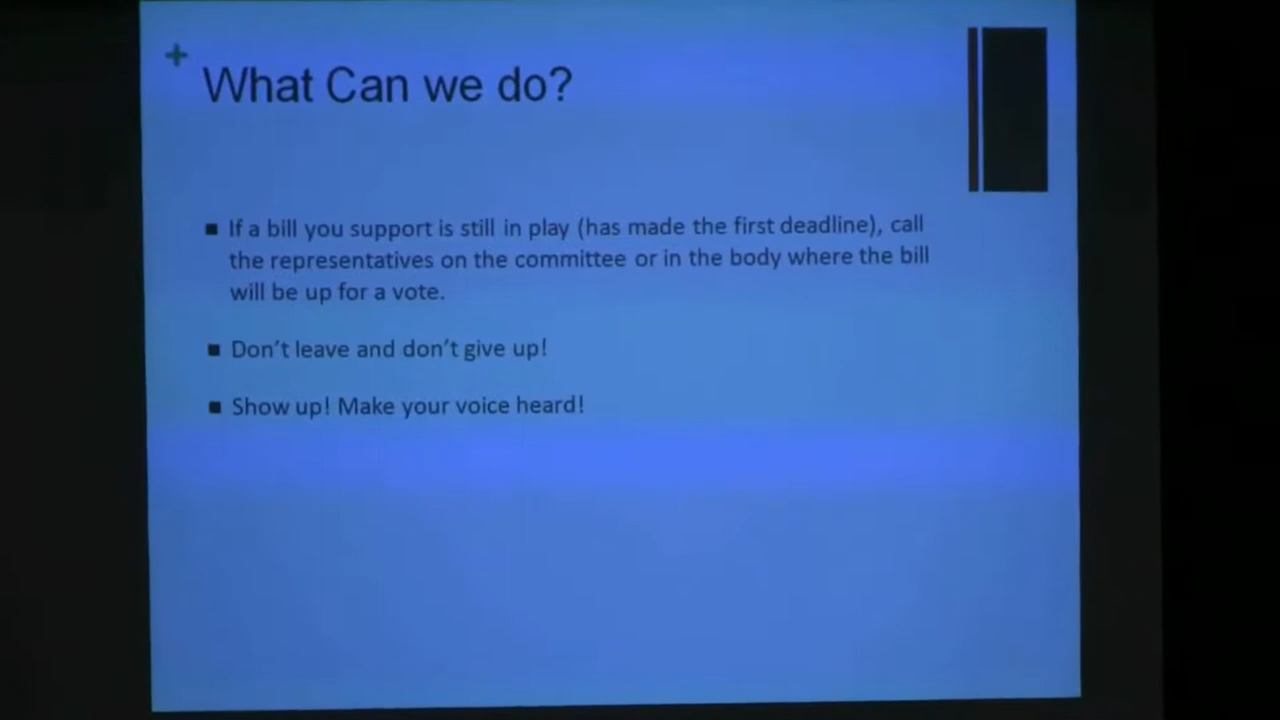 +
What Can we do?
■ If a bill you support is still in play (has made the first deadline), call
the representatives on the committee or in the body where the bill
will be up for a vote.
■ Don't leave and don't give up!
■ Show up! Make your voice heard!